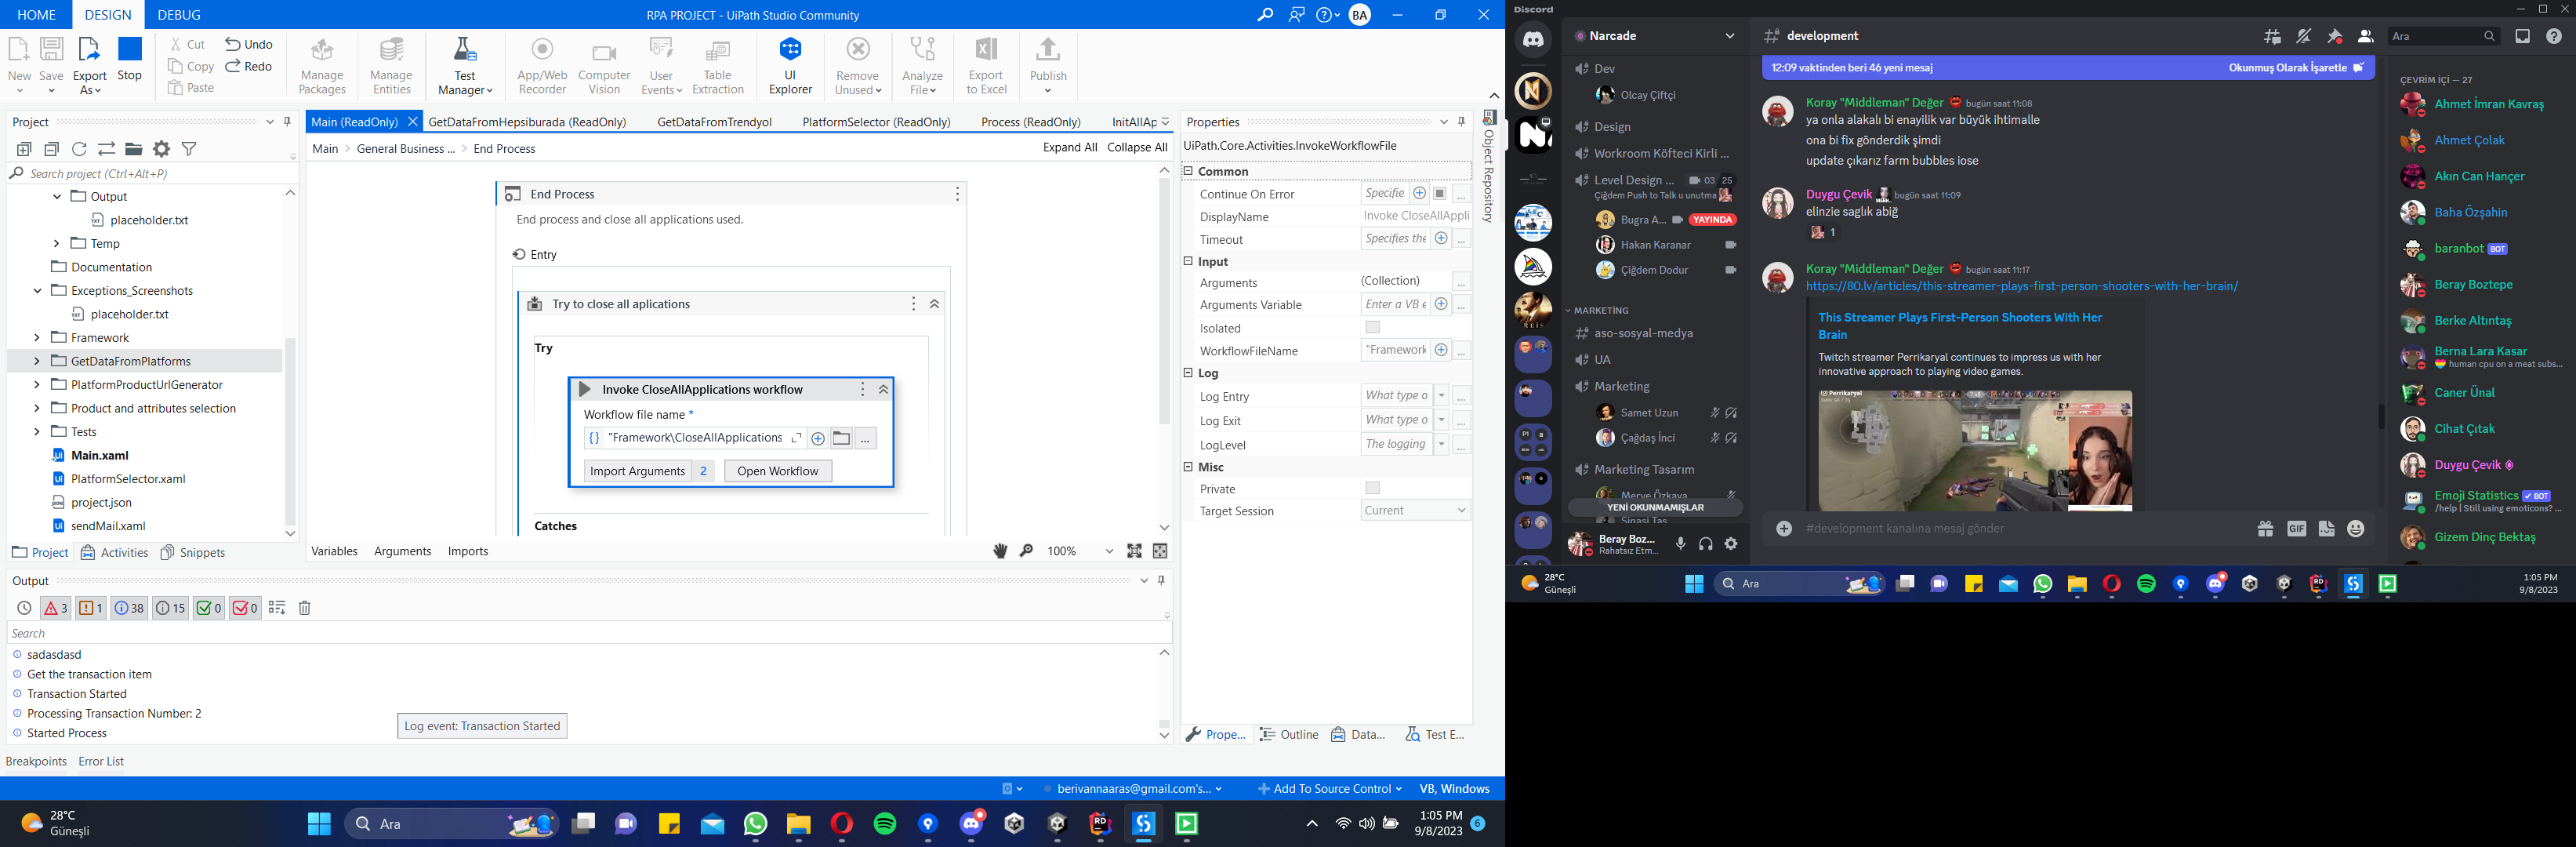 HOME
DESIGN
DEBUG
RPA PROJECT - UiPath Studio Community
BA
New
Save
Export As
Stop
Cut
Copy
Paste
Undo
Redo
Manage Packages
Manage Entities
Test Manager
App/Web Recorder
Computer Vision
User Events
Table Extraction
UI Explorer
Remove Unused
Analyze File
Export to Excel
Publish
Project
Search project (Ctrl+Alt+P)
Output
placeholder.txt
Temp
Documentation
Exceptions_Screenshots
placeholder.txt
Framework
GetDataFromPlatforms
PlatformProductUrlGenerator
Product and attributes selection
Tests
Main.xaml
PlatformSelector.xaml
project.json
sendMail.xaml
Project
Activities
Snippets
Main (ReadOnly)
GetDataFromHepsiburada (ReadOnly)
GetDataFromTrendyol
PlatformSelector (ReadOnly)
Process (ReadOnly)
InitAllAp
Main > General Business ... > End Process
Expand All
Collapse All
End Process
End process and close all applications used.
Entry
Try to close all aplications
Try
Invoke CloseAllApplications workflow
Workflow file name *
"Framework\CloseAllApplications
Import Arguments 2
Open Workflow
Catches
Variables
Arguments
Imports
100%
Properties
UiPath.Core.Activities.InvokeWorkflowFile
Common
Continue On Error
Specifie
DisplayName
Invoke CloseAllAppli
Timeout
Specifies the
Input
Arguments
(Collection)
Arguments Variable
Enter a VB e
Isolated
WorkflowFileName
"Framework
Log
Log Entry
What type o
Log Exit
What type o
LogLevel
The logging
Misc
Private
Target Session
Current
Prope...
Outline
Data...
Test E...
Object Repository
Output
3
1
38
15
0
0
Search
sadasdasd
Get the transaction item
Transaction Started
Processing Transaction Number: 2
Started Process
Log event: Transaction Started
Breakpoints
Error List
berivannaaras@gmail.com's...
Add To Source Control
VB, Windows
28°C
Güneşli
Ara
1:05 PM
9/8/2023
6
Discord
Narcade
Dev
Olcay Çiftçi
Design
Workroom Köfteci Kirli ...
Level Design ...
03 25
Çiğdem Push to Talk u unutma
Bugra A...
YAYINDA
Hakan Karanar
Çiğdem Dodur
MARKETİNG
aso-sosyal-medya
UA
Marketing
Samet Uzun
Çağdaş İnci
Marketing Tasarım
Merve Özkaya
YENİ OKUNMAMIŞLAR
Sinasi Tas
Beray Boz...
Rahatsız Etm...
development
Ara
12:09 vaktinden beri 46 yeni mesaj
Okunmuş Olarak İşaretle
Koray "Middleman" Değer bugün saat 11:08
ya onla alakalı bi enayilik var büyük ihtimalle
ona bi fix gönderdik şimdi
update çıkarız farm bubbles iose
Duygu Çevik bugün saat 11:09
elinzie saglık abiğ
1
Koray "Middleman" Değer bugün saat 11:17
https://80.lv/articles/this-streamer-plays-first-person-shooters-with-her-brain/
This Streamer Plays First-Person Shooters With Her
Brain
Twitch streamer Perrikaryal continues to impress us with her
innovative approach to playing video games.
Perrikaryal
#development kanalına mesaj gönder
GIF
ÇEVRİM İÇİ — 27
Ahmet İmran Kavraş
Ahmet Çolak
Akın Can Hançer
Baha Özşahin
baranbot BOT
Beray Boztepe
Berke Altıntaş
Berna Lara Kasar
human cpu on a meat subs...
Caner Ünal
Cihat Çıtak
Duygu Çevik
Emoji Statistics BOT
/help | Still using emoticons? ...
Gizem Dinç Bektaş
28°C
Güneşli
Ara
1:05 PM
9/8/2023